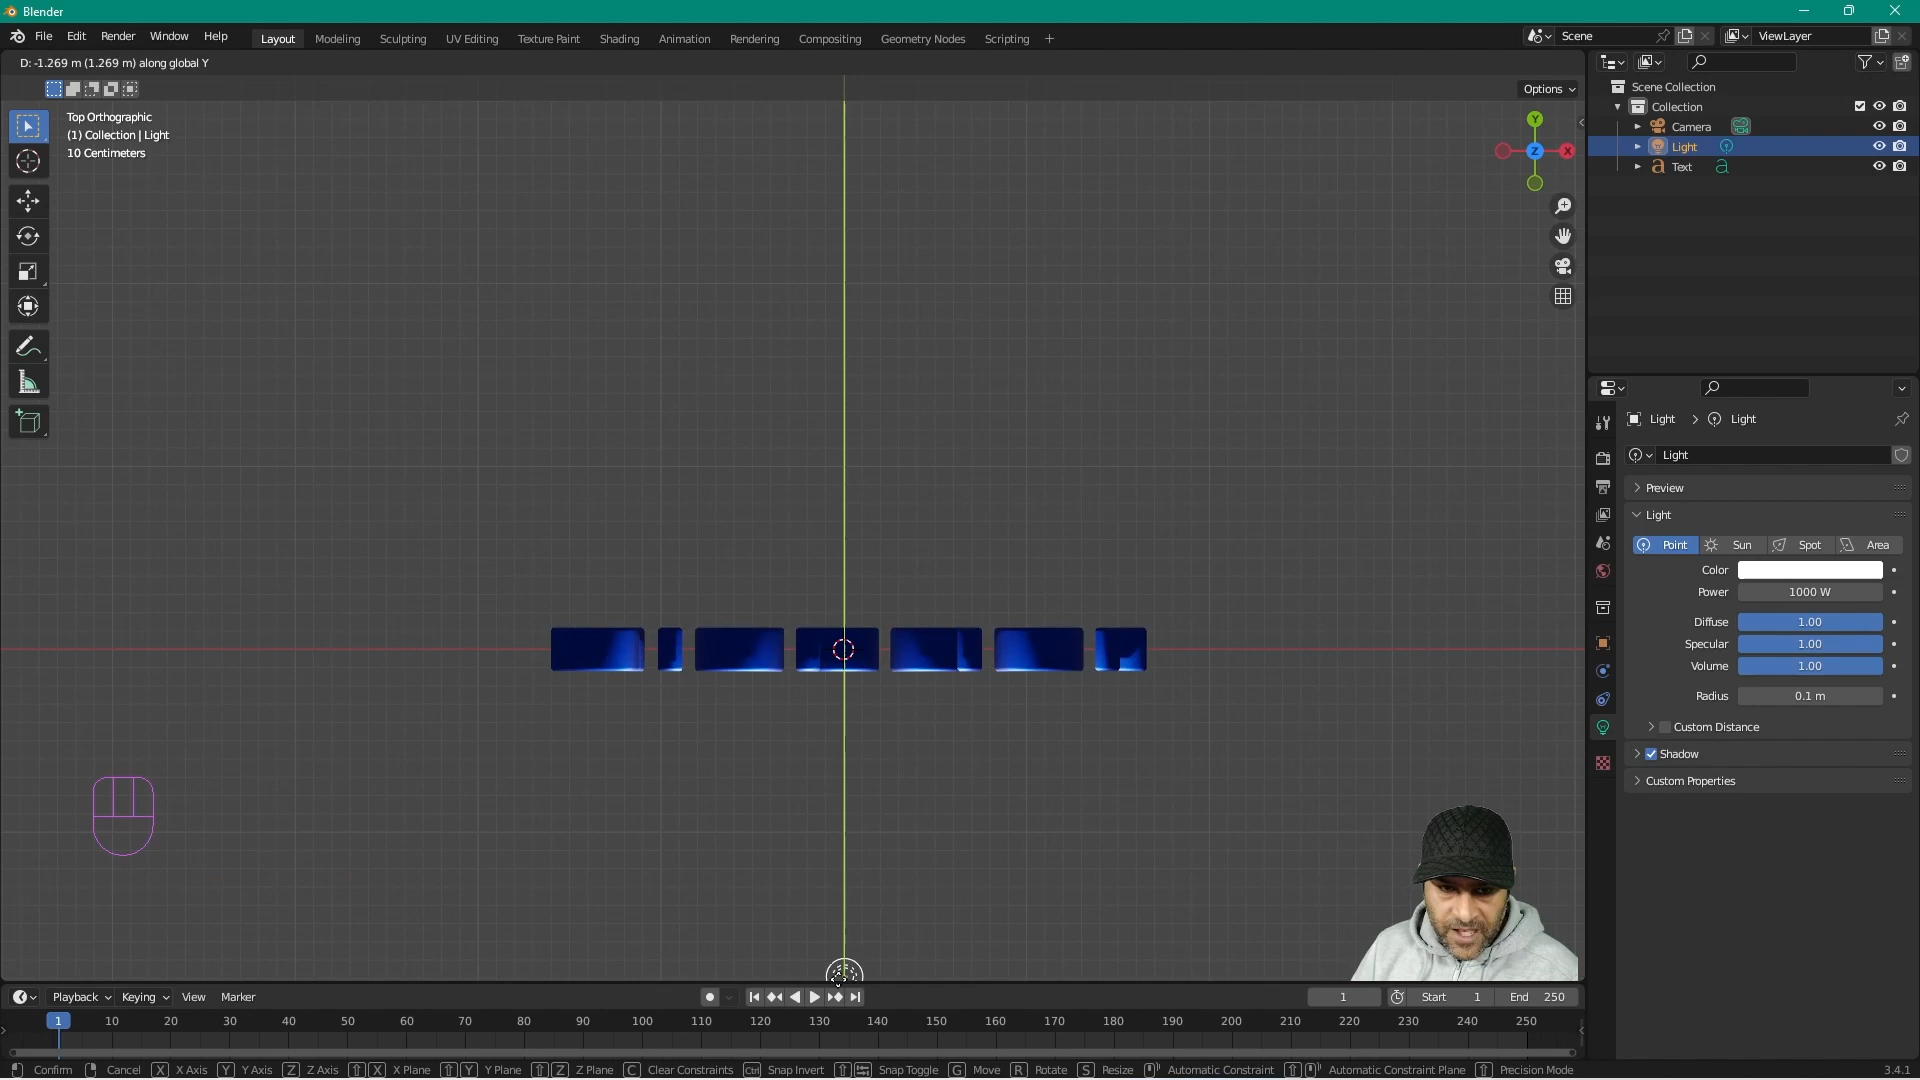 Blender
File Edit Render Window Help Layout Modeling Sculpting UV Editing Texture Paint Shading Animation Rendering Compositing Geometry Nodes Scripting + Scene ViewLayer
D: -1.269 m (1.269 m) along global Y
Options
Top Orthographic
(1) Collection | Light
10 Centimeters
Y
Z
X
Scene Collection
Collection
Camera
Light
Text
Light > Light
Light
Preview
Light
Point Sun Spot Area
Color
Power 1000 W
Diffuse 1.00
Specular 1.00
Volume 1.00
Radius 0.1 m
Custom Distance
Shadow
Custom Properties
Playback Keying View Marker 1 Start 1 End 250
1 10 20 30 40 50 60 70 80 90 100 110 120 130 140 150 160 170 180 190 200 210 220 230 240 250
Confirm Cancel X X Axis Y Y Axis Z Z Axis X X Plane Y Y Plane Z Z Plane C Clear Constraints Ctrl Snap Invert Snap Toggle G Move R Rotate S Resize Automatic Constraint Automatic Constraint Plane Precision Mode 3.4.1